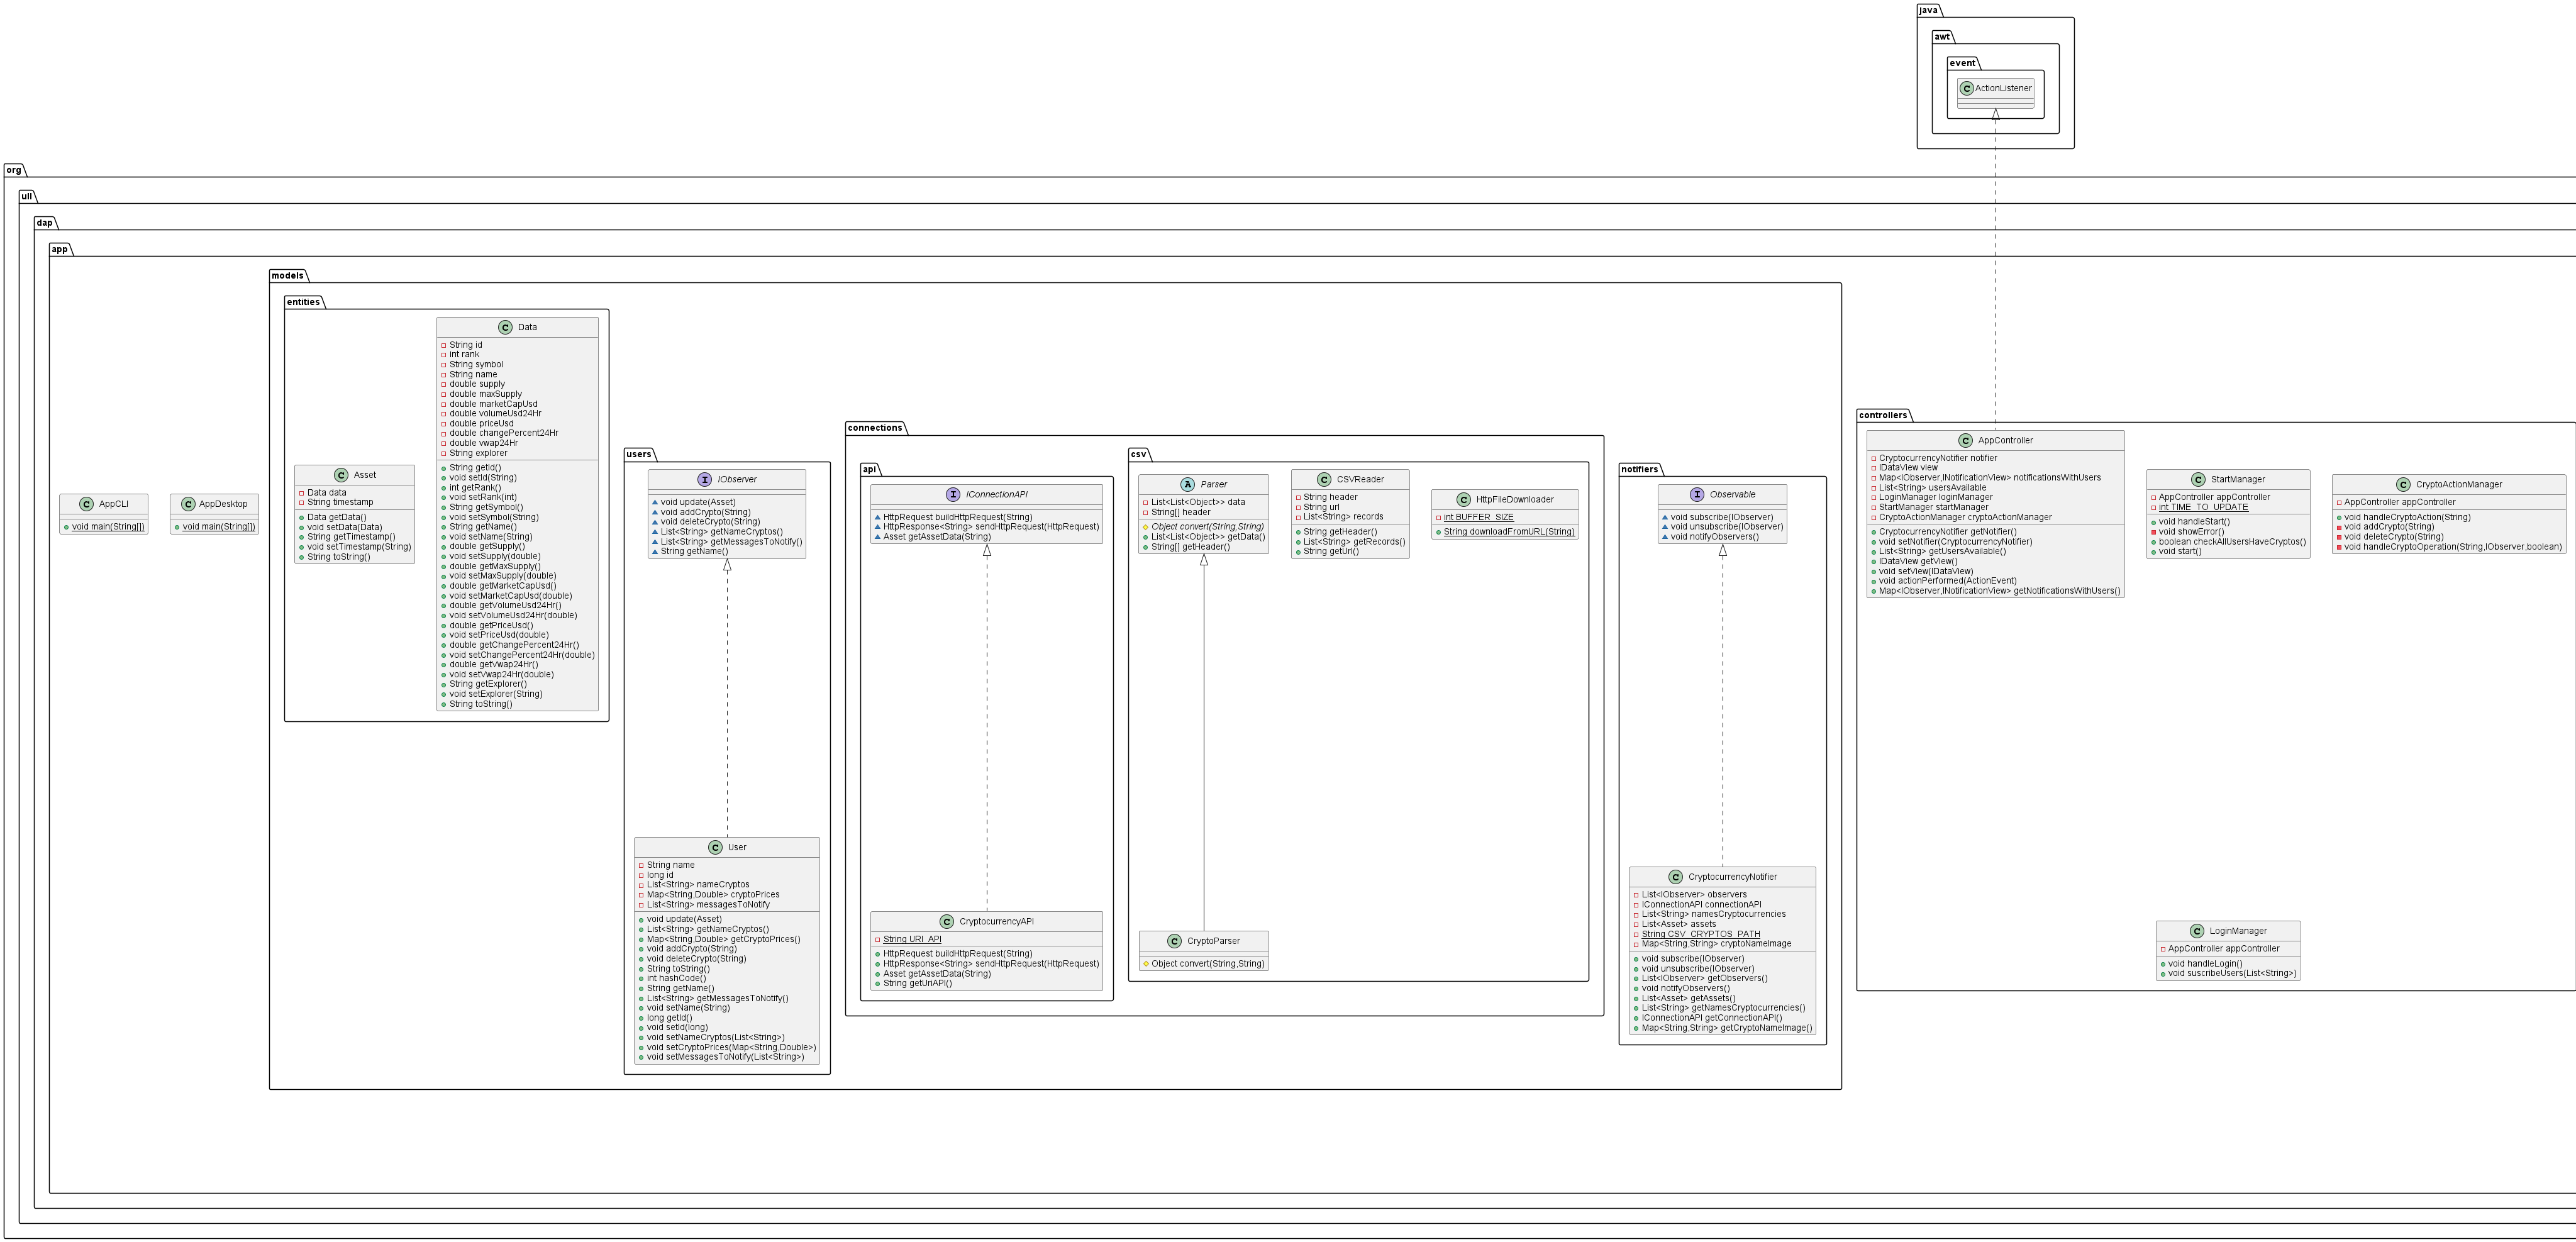 java
awt
event
C ActionListener
org
ull
dap
app
C AppCLI
void main(String[])
C AppDesktop
void main(String[])
models
entities
C Asset
Data data
String timestamp
Data getData()
void setData(Data)
String getTimestamp()
void setTimestamp(String)
String toString()
C Data
String id
int rank
String symbol
String name
double supply
double maxSupply
double marketCapUsd
double volumeUsd24Hr
double priceUsd
double changePercent24Hr
double vwap24Hr
String explorer
String getId()
void setId(String)
int getRank()
void setRank(int)
String getSymbol()
void setSymbol(String)
String getName()
void setName(String)
double getSupply()
void setSupply(double)
double getMaxSupply()
void setMaxSupply(double)
double getMarketCapUsd()
void setMarketCapUsd(double)
double getVolumeUsd24Hr()
void setVolumeUsd24Hr(double)
double getPriceUsd()
void setPriceUsd(double)
double getChangePercent24Hr()
void setChangePercent24Hr(double)
double getVwap24Hr()
void setVwap24Hr(double)
String getExplorer()
void setExplorer(String)
String toString()
users
I IObserver
void update(Asset)
void addCrypto(String)
void deleteCrypto(String)
List<String> getNameCryptos()
List<String> getMessagesToNotify()
String getName()
C User
String name
long id
List<String> nameCryptos
Map<String,Double> cryptoPrices
List<String> messagesToNotify
void update(Asset)
List<String> getNameCryptos()
Map<String,Double> getCryptoPrices()
void addCrypto(String)
void deleteCrypto(String)
String toString()
int hashCode()
String getName()
List<String> getMessagesToNotify()
void setName(String)
long getId()
void setId(long)
void setNameCryptos(List<String>)
void setCryptoPrices(Map<String,Double>)
void setMessagesToNotify(List<String>)
connections
api
I IConnectionAPI
HttpRequest buildHttpRequest(String)
HttpResponse<String> sendHttpRequest(HttpRequest)
Asset getAssetData(String)
C CryptocurrencyAPI
String URI_API
HttpRequest buildHttpRequest(String)
HttpResponse<String> sendHttpRequest(HttpRequest)
Asset getAssetData(String)
String getUriAPI()
csv
A Parser
List<List<Object>> data
String[] header
Object convert(String,String)
List<List<Object>> getData()
String[] getHeader()
C CSVReader
String header
String url
List<String> records
String getHeader()
List<String> getRecords()
String getUrl()
C HttpFileDownloader
int BUFFER_SIZE
String downloadFromURL(String)
C CryptoParser
Object convert(String,String)
notifiers
I Observable
void subscribe(IObserver)
void unsubscribe(IObserver)
void notifyObservers()
C CryptocurrencyNotifier
List<IObserver> observers
IConnectionAPI connectionAPI
List<String> namesCryptocurrencies
List<Asset> assets
String CSV_CRYPTOS_PATH
Map<String,String> cryptoNameImage
void subscribe(IObserver)
void unsubscribe(IObserver)
List<IObserver> getObservers()
void notifyObservers()
List<Asset> getAssets()
List<String> getNamesCryptocurrencies()
IConnectionAPI getConnectionAPI()
Map<String,String> getCryptoNameImage()
controllers
C AppController
CryptocurrencyNotifier notifier
IDataView view
Map<IObserver,INotificationView> notificationsWithUsers
List<String> usersAvailable
LoginManager loginManager
StartManager startManager
CryptoActionManager cryptoActionManager
CryptocurrencyNotifier getNotifier()
void setNotifier(CryptocurrencyNotifier)
List<String> getUsersAvailable()
IDataView getView()
void setView(IDataView)
void actionPerformed(ActionEvent)
Map<IObserver,INotificationView> getNotificationsWithUsers()
C StartManager
AppController appController
int TIME_TO_UPDATE
void handleStart()
void showError()
boolean checkAllUsersHaveCryptos()
void start()
C CryptoActionManager
AppController appController
void handleCryptoAction(String)
void addCrypto(String)
void deleteCrypto(String)
void handleCryptoOperation(String,IObserver,boolean)
C LoginManager
AppController appController
void handleLogin()
void suscribeUsers(List<String>)